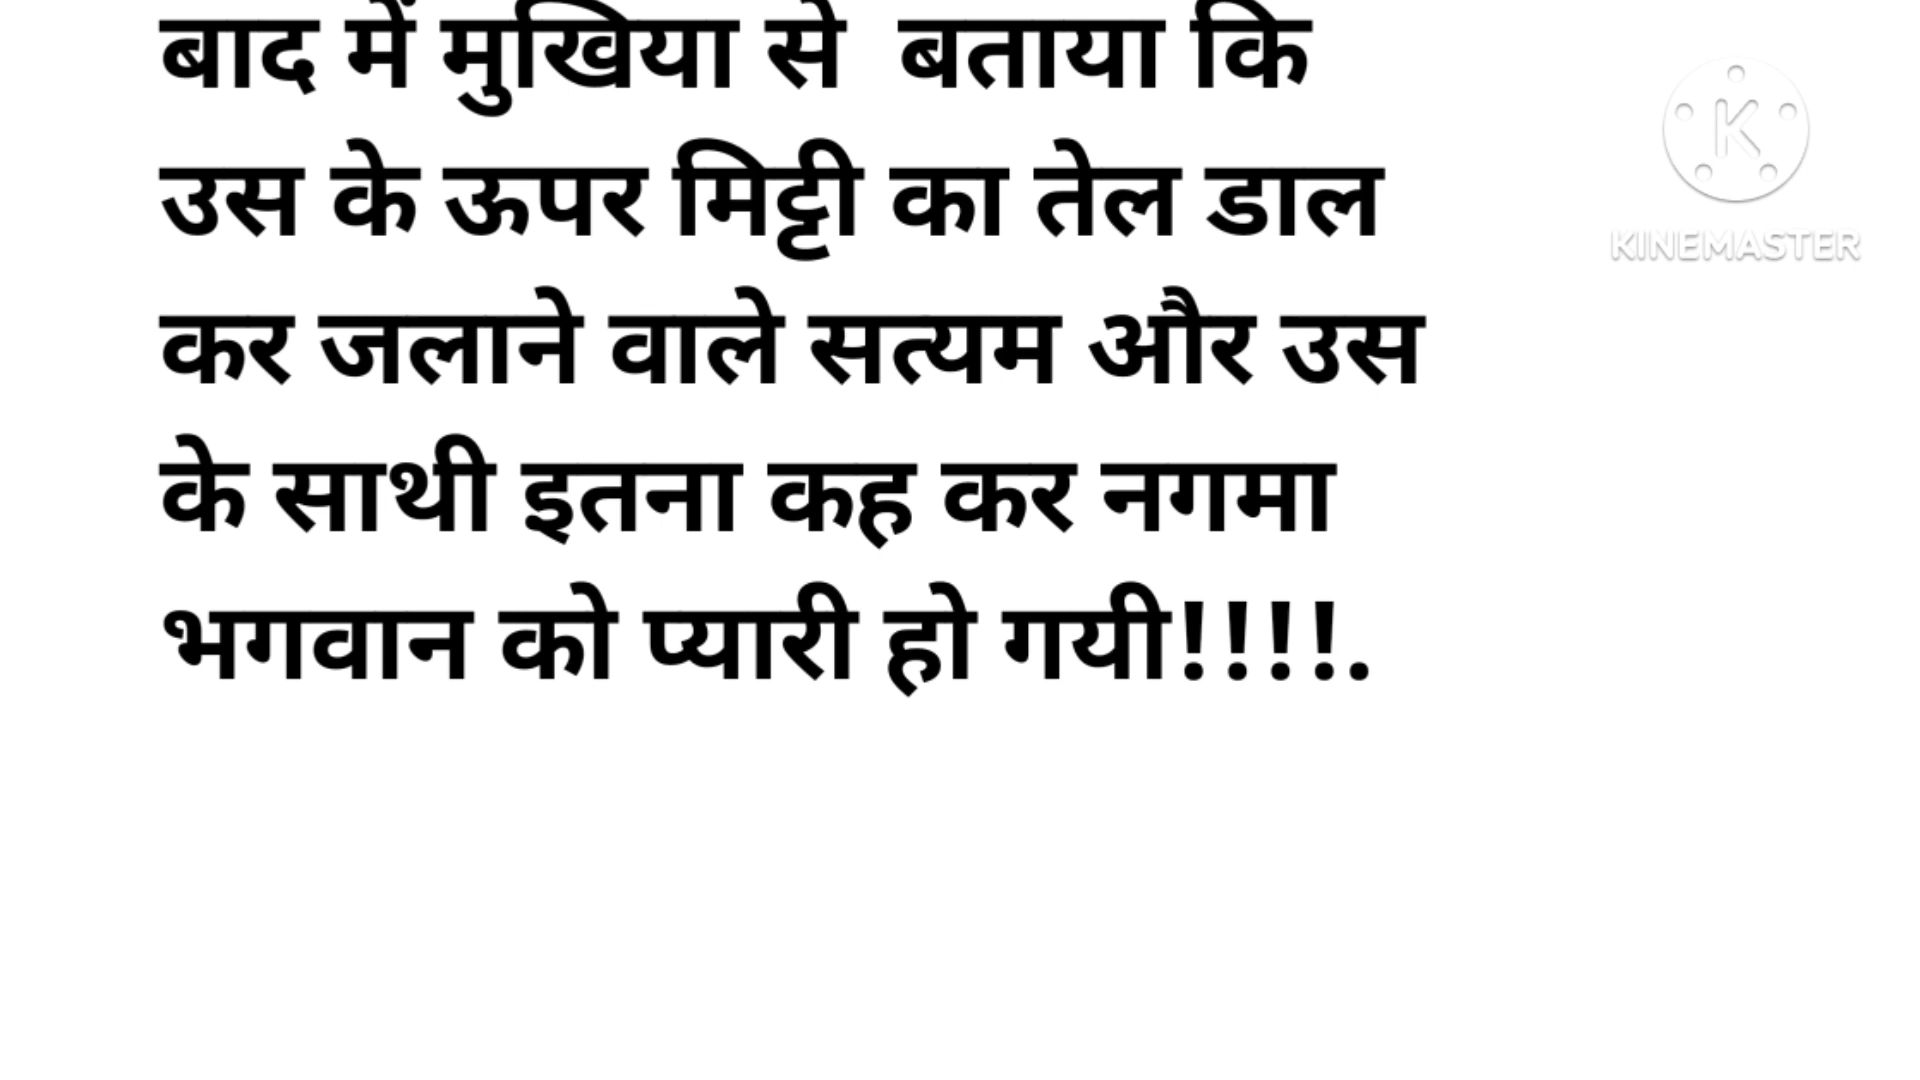 बाद में मुखिया से  बताया कि
उस के ऊपर मिट्टी का तेल डाल
कर जलाने वाले सत्यम और उस
के साथी इतना कह कर नगमा
भगवान को प्यारी हो गयी!!!!.
K
KINEMASTER